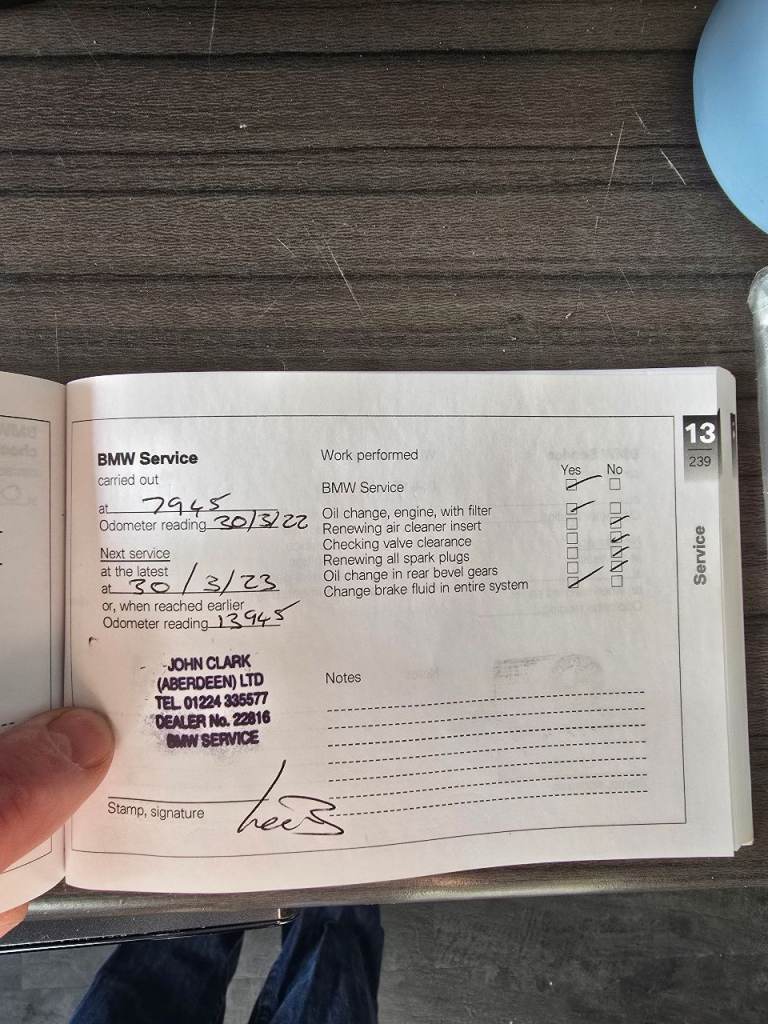 BMW Service
carried out
at 7945
Odometer reading 30/3/22
Next service
at the latest
at 30/3/23
or, when reached earlier
Odometer reading 13945
JOHN CLARK
(ABERDEEN) LTD
TEL. 01224 335577
DEALER No. 22816
BMW SERVICE
Stamp, signature
Work performed
Yes No
BMW Service
Oil change, engine, with filter
Renewing air cleaner insert
Checking valve clearance
Renewing all spark plugs
Oil change in rear bevel gears
Change brake fluid in entire system
Notes
13
239
Service